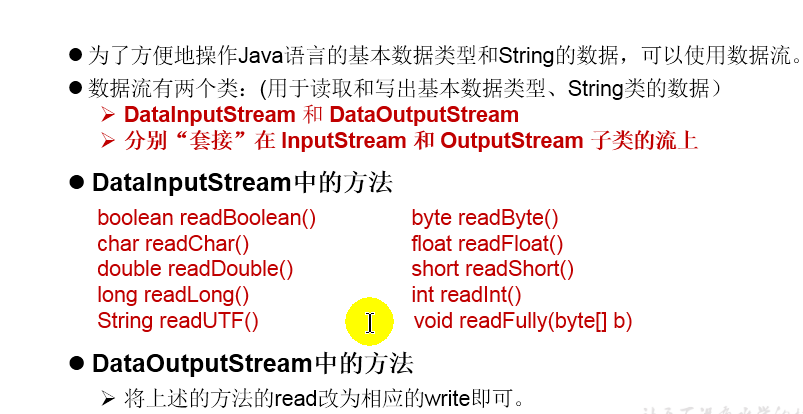 为了方便地操作Java语言的基本数据类型和String的数据，可以使用数据流。
数据流有两个类：(用于读取和写出基本数据类型、String类的数据）
DataInputStream 和 DataOutputStream
分别“套接”在 InputStream 和 OutputStream 子类的流上
DataInputStream中的方法
boolean readBoolean() byte readByte()
char readChar() float readFloat()
double readDouble() short readShort()
long readLong() int readInt()
String readUTF() void readFully(byte[] b)
DataOutputStream中的方法
将上述的方法的read改为相应的write即可。